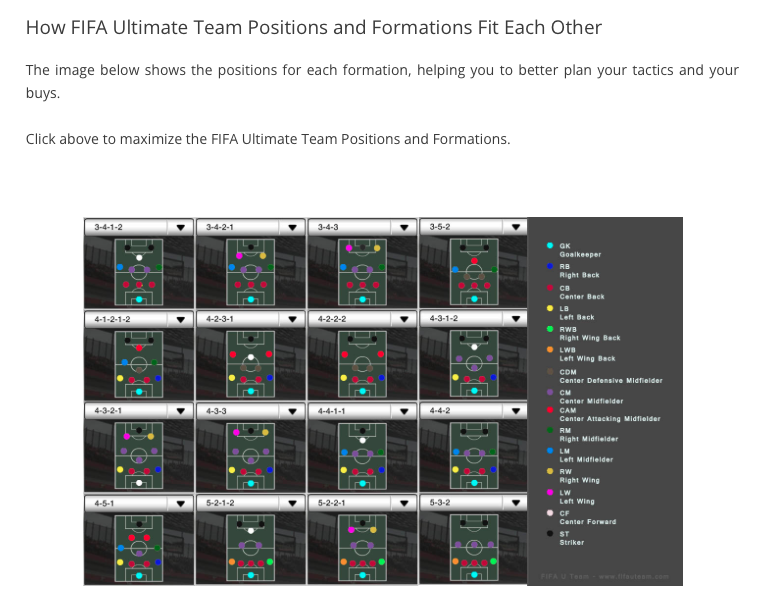 How FIFA Ultimate Team Positions and Formations Fit Each Other
The image below shows the positions for each formation, helping you to better plan your tactics and your
buys.
Click above to maximize the FIFA Ultimate Team Positions and Formations.
3-4-1-2
3-4-2-1
3-4-3
3-5-2
4-1-2-1-2
4-2-3-1
4-2-2-2
4-3-1-2
4-3-2-1
4-3-3
4-4-1-1
4-4-2
4-5-1
5-2-1-2
5-2-2-1
5-3-2
GK
Goalkeeper
RB
Right Back
CB
Center Back
LB
Left Back
RWB
Right Wing Back
LWB
Left Wing Back
CDM
Center Defensive Midfielder
CM
Center Midfielder
CAM
Center Attacking Midfielder
RM
Right Midfielder
LM
Left Midfielder
RW
Right Wing
LW
Left Wing
CF
Center Forward
ST
Striker
FIFA U Team - www.fifauteam.com